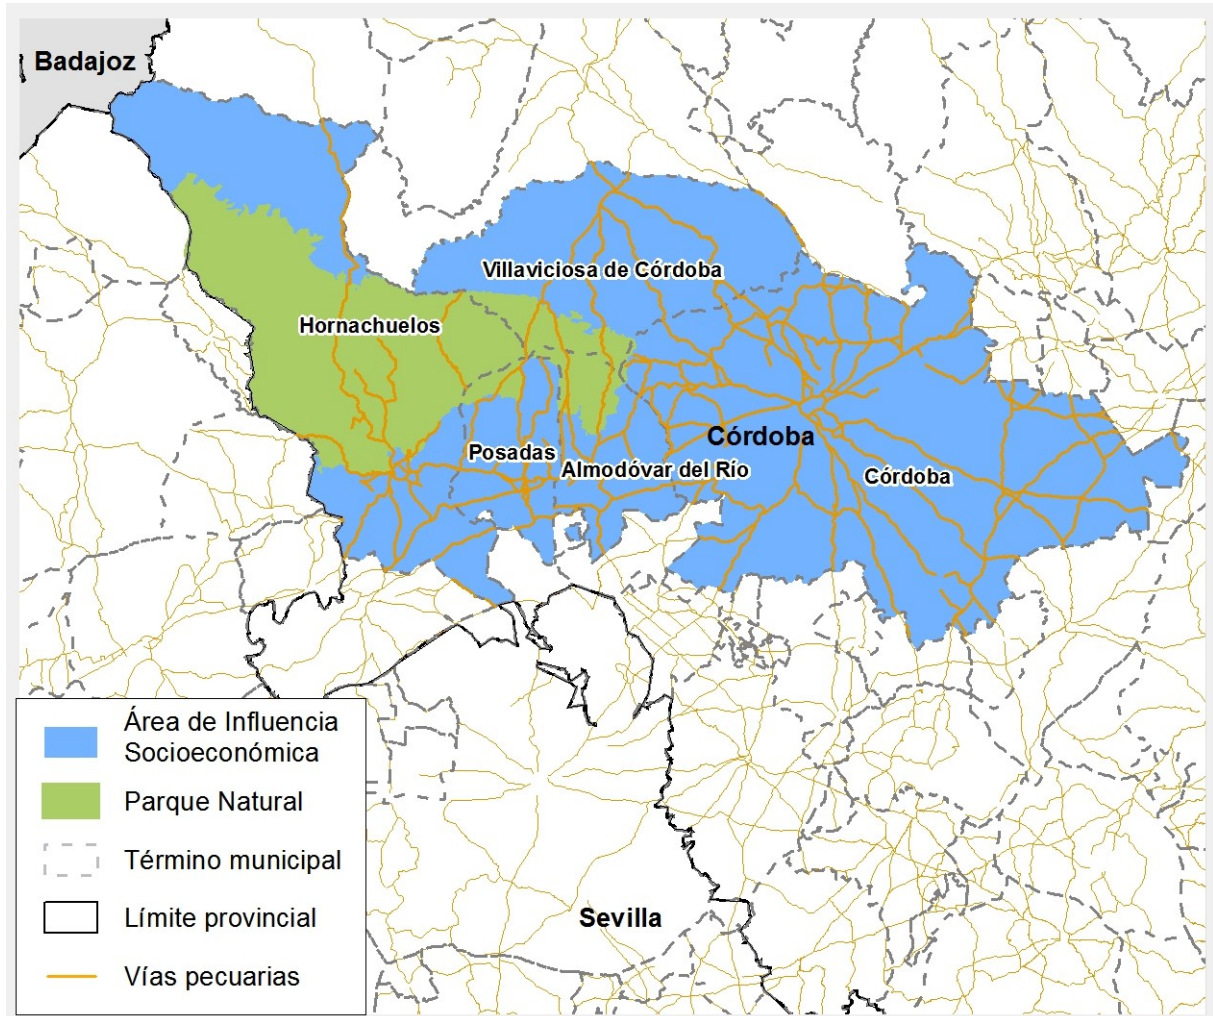 Badajoz
Villaviciosa de Córdoba
Hornachuelos
Córdoba
Posadas
Almodóvar del Río
Córdoba
Área de Influencia
Socioeconómica
Parque Natural
Término municipal
Límite provincial
Vías pecuarias
Sevilla